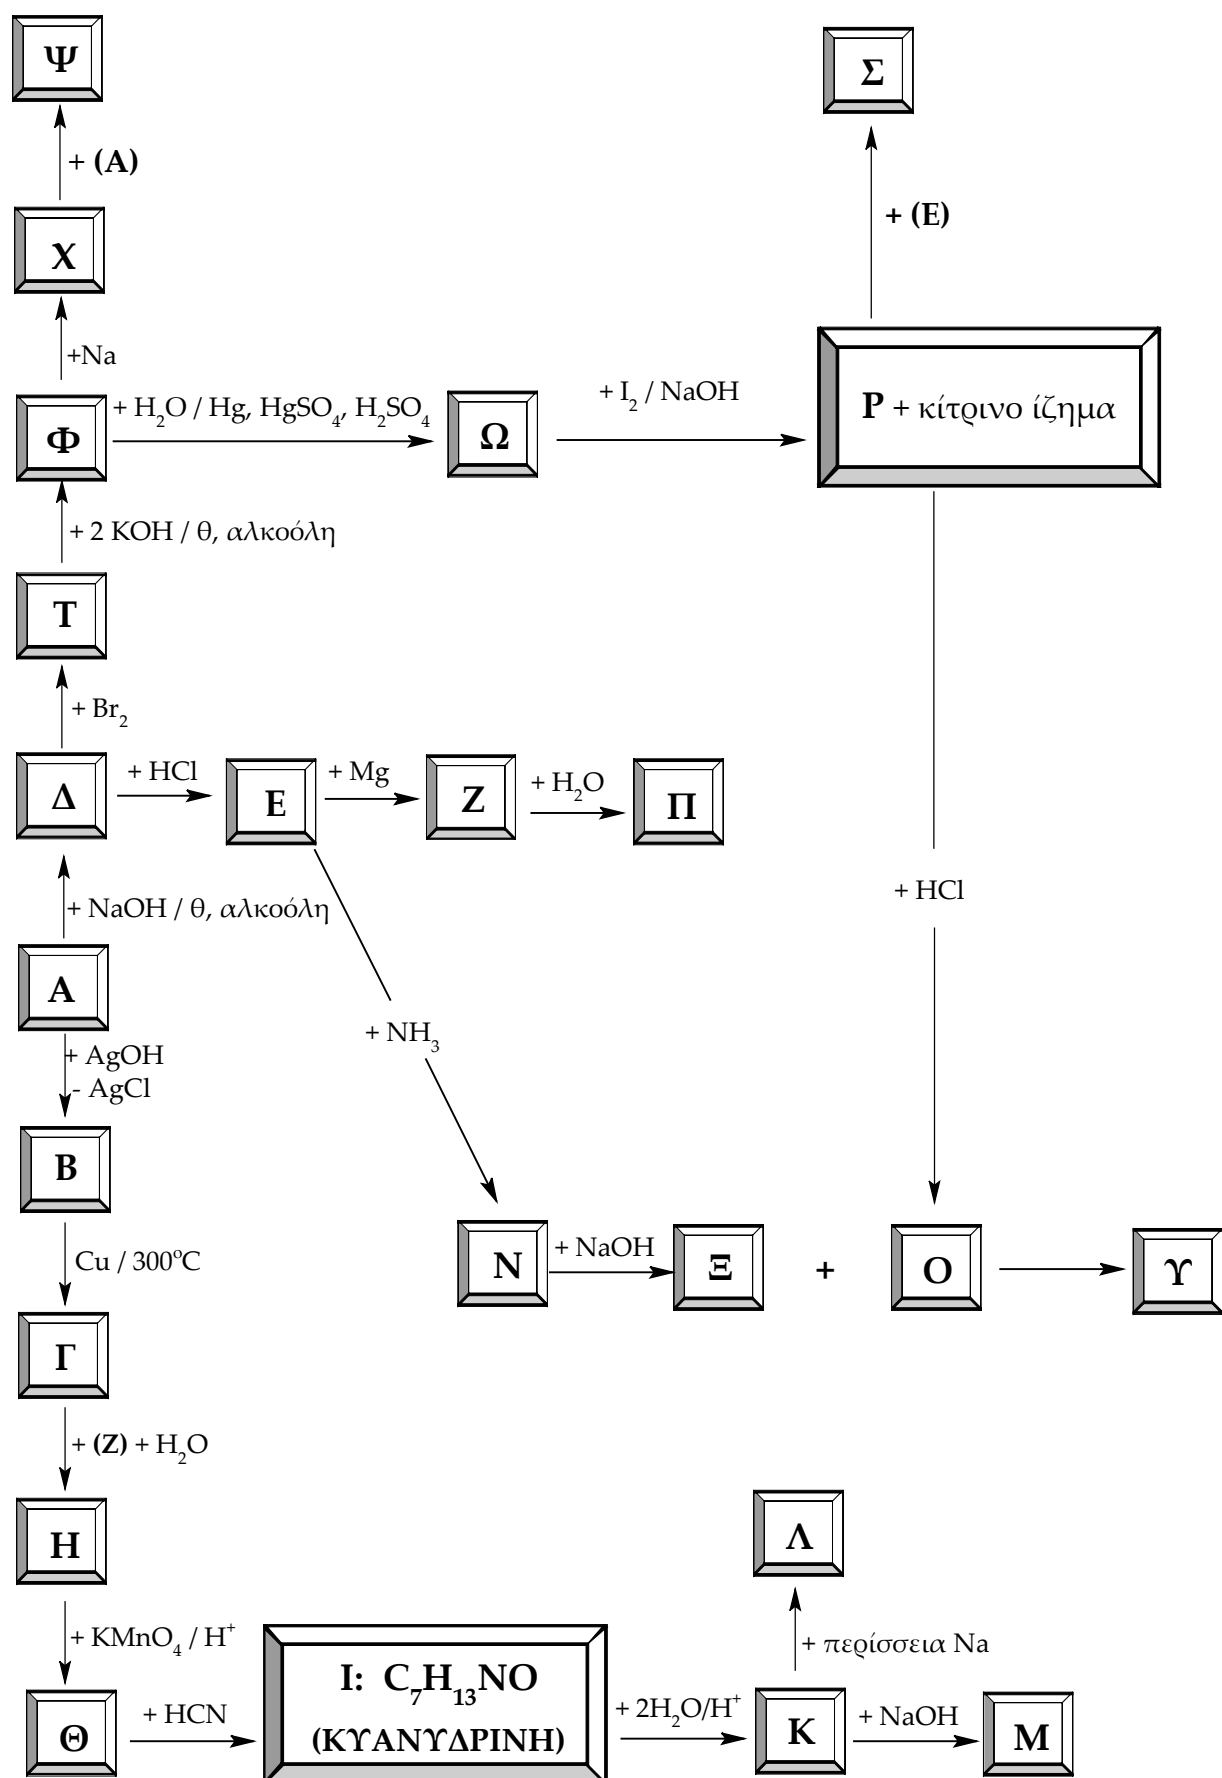 Ψ
Σ
+ (A)
+ (E)
X
+Na
+ H₂O / Hg, HgSO₄, H₂SO₄
+ I₂ / NaOH
Φ
Ω
P + κίτρινο ίζημα
+ 2 KOH / θ, αλκοόλη
T
+ Br₂
Δ
+ HCl
E
+ Mg
Z
+ H₂O
Π
+ HCl
+ NaOH / θ, αλκοόλη
A
+ NH₃
+ AgOH
- AgCl
B
N
+ NaOH
Ξ
+
O
Υ
Cu / 300°C
Γ
+ (Z) + H₂O
H
Λ
+ KMnO₄ / H⁺
+ περίσσεια Na
Θ
+ HCN
I: C₇H₁₃NO
(ΚΥΑΝΥΔΡΙΝΗ)
+ 2H₂O/H⁺
K
+ NaOH
M